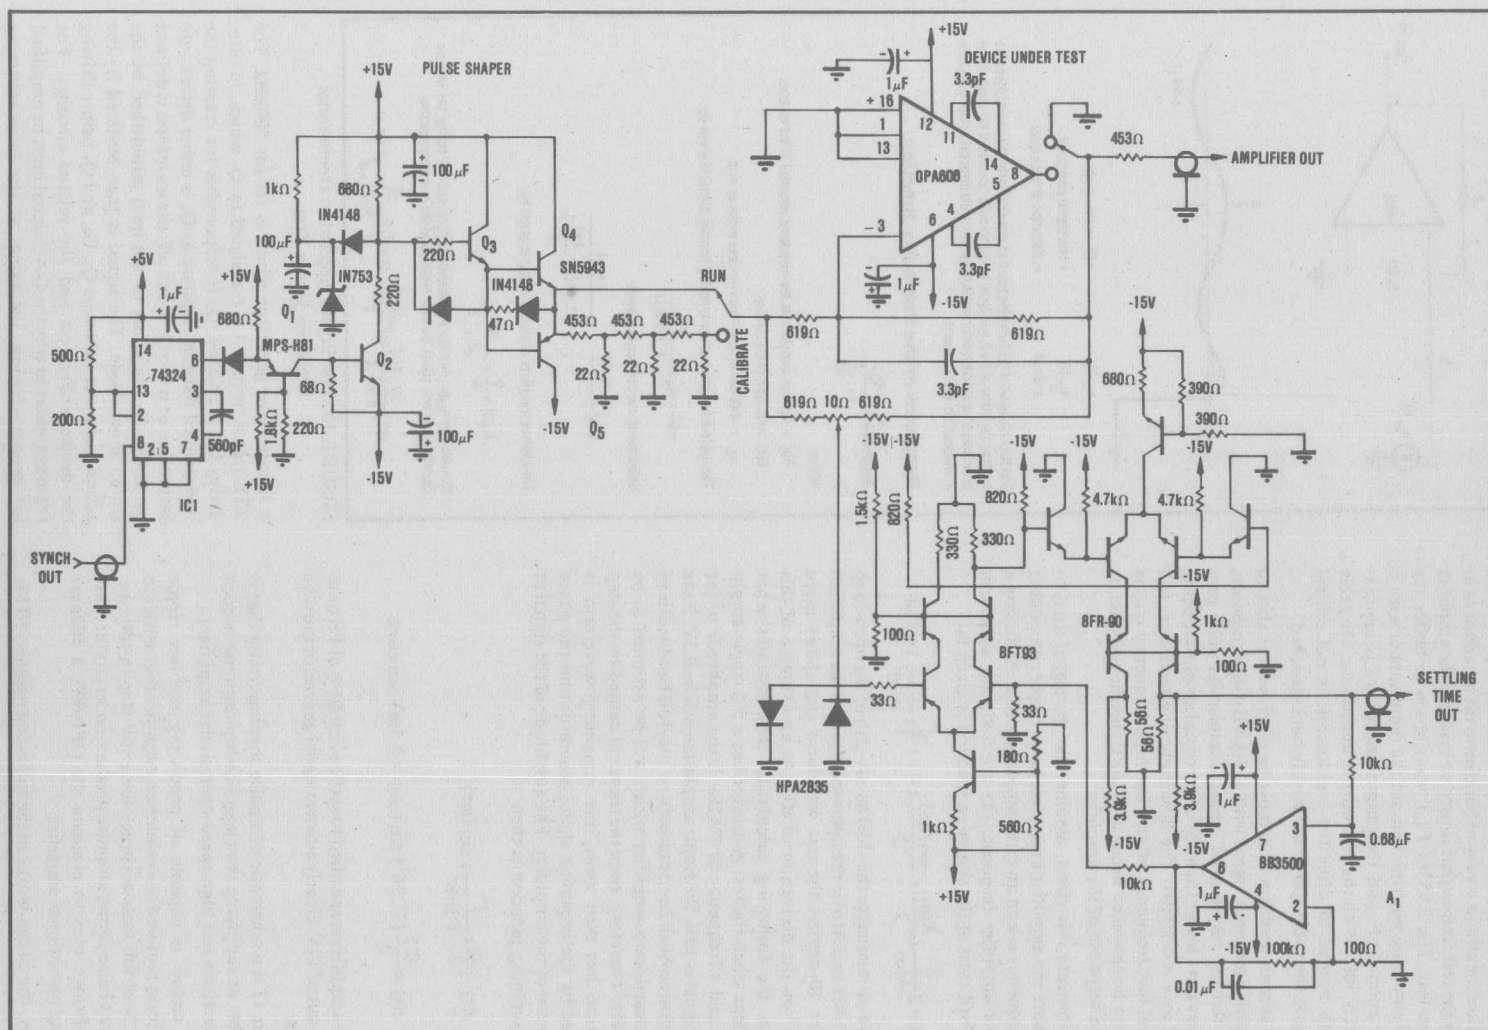 +15V
PULSE SHAPER
+15V
DEVICE UNDER TEST
- +
1µF
3.3pF
+ 16
1
13
12
11
14
OPA600
8
5
4
6
- 3
453Ω
AMPLIFIER OUT
3.3pF
1µF
-15V
1kΩ
680Ω
+
-
100µF
IN4148
100µF
+
-
IN753
220Ω
Q3
Q4
SN5943
220Ω
IN4148
47Ω
RUN
453Ω
453Ω
453Ω
22Ω
22Ω
22Ω
CALIBRATE
-15V
Q5
+5V
1µF
+ -
+15V
680Ω
Q1
MPS-H81
Q2
68Ω
500Ω
200Ω
14
74324
6
13
3
2
4
8
2
5
7
560pF
1.8kΩ
220Ω
+15V
IC1
-
+
100µF
-15V
SYNCH
OUT
619Ω
619Ω
3.3pF
619Ω
10Ω
619Ω
-15V
-15V
1.5kΩ
820Ω
330Ω
330Ω
-15V
820Ω
-15V
4.7kΩ
-15V
680Ω
390Ω
390Ω
-15V
4.7kΩ
100Ω
BFT93
8FR-90
-15V
1kΩ
100Ω
33Ω
33Ω
HPA2835
180Ω
1kΩ
560Ω
+15V
56Ω
56Ω
3.9kΩ
3.9kΩ
-15V
-15V
SETTLING
TIME
OUT
+15V
- +
1µF
10kΩ
0.68µF
3
7
BB3500
6
4
2
A1
10kΩ
1µF
+ -
-15V
100kΩ
100Ω
0.01µF